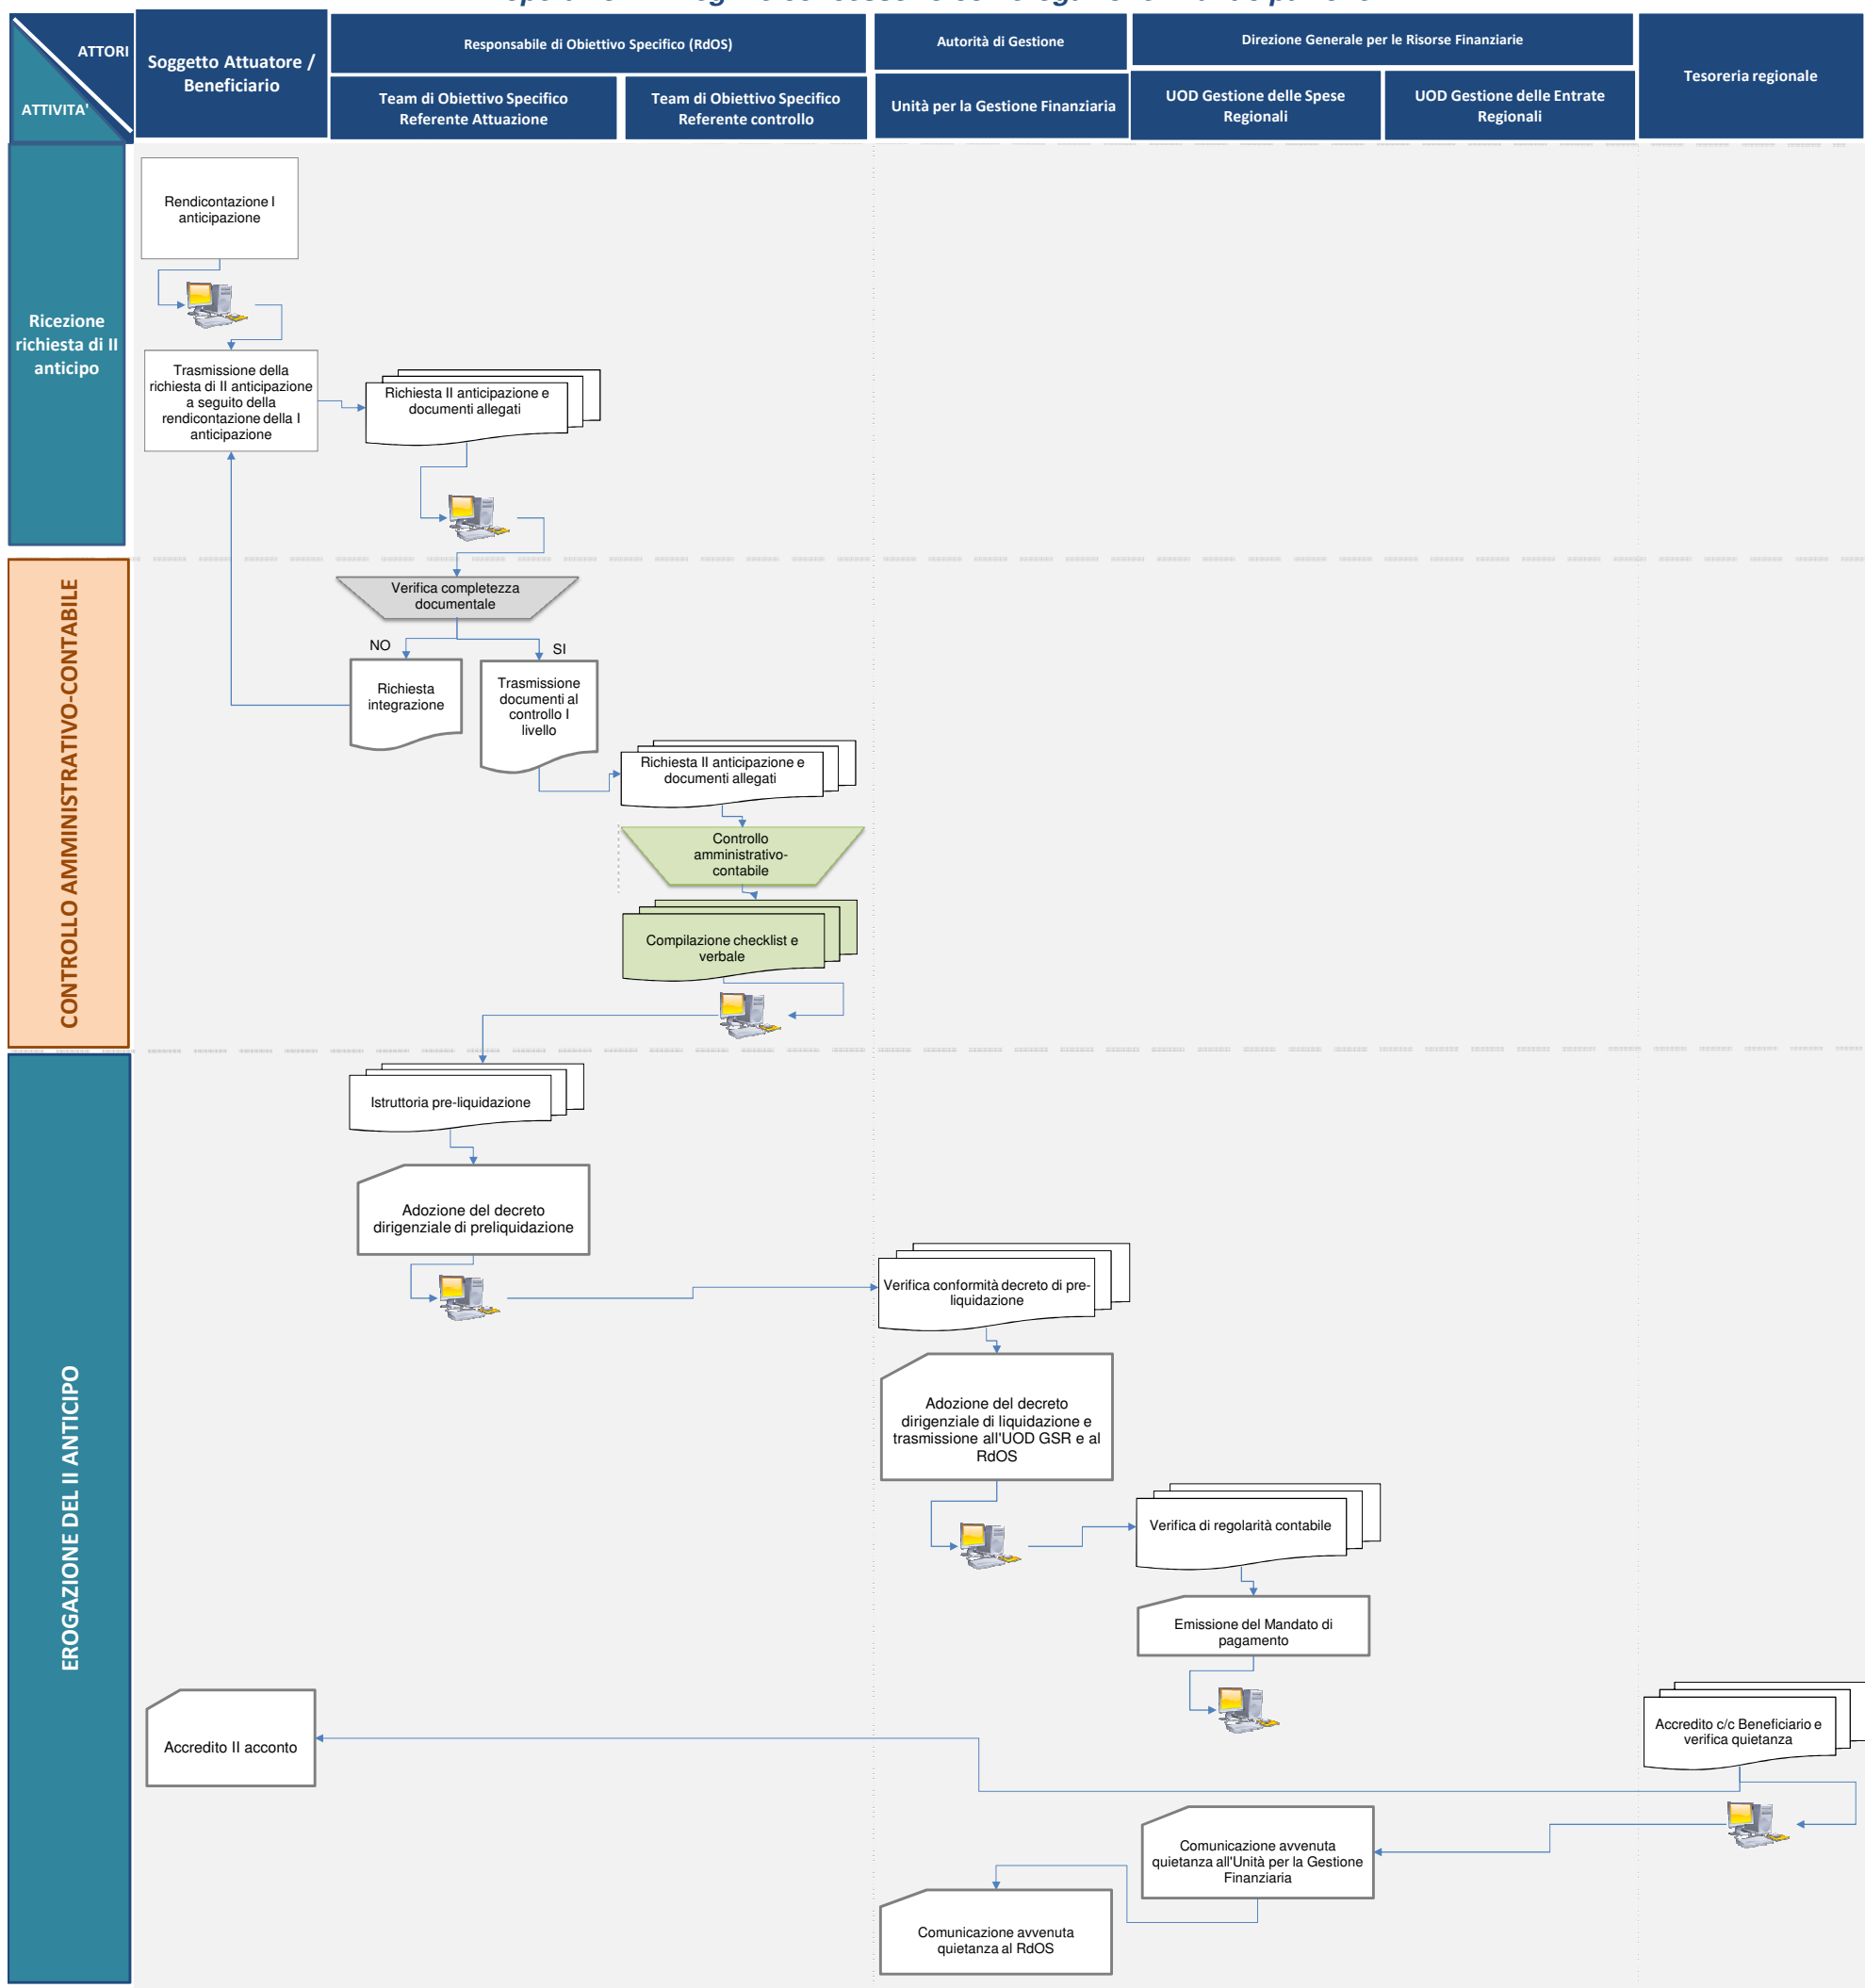 ATTORI
ATTIVITA'
Soggetto Attuatore /
Beneficiario
Responsabile di Obiettivo Specifico (RdOS)
Team di Obiettivo Specifico
Referente Attuazione
Team di Obiettivo Specifico
Referente controllo
Autorità di Gestione
Unità per la Gestione Finanziaria
Direzione Generale per le Risorse Finanziarie
UOD Gestione delle Spese
Regionali
UOD Gestione delle Entrate
Regionali
Tesoreria regionale
Ricezione
richiesta di II
anticipo
Rendicontazione I
anticipazione
Trasmissione della
richiesta di II anticipazione
a seguito della
rendicontazione della I
anticipazione
Richiesta II anticipazione e
documenti allegati
CONTROLLO AMMINISTRATIVO-CONTABILE
Verifica completezza
documentale
NO
SI
Richiesta
integrazione
Trasmissione
documenti al
controllo I
livello
Richiesta II anticipazione e
documenti allegati
Controllo
amministrativo-
contabile
Compilazione checklist e
verbale
EROGAZIONE DEL II ANTICIPO
Istruttoria pre-liquidazione
Adozione del decreto
dirigenziale di preliquidazione
Verifica conformità decreto di pre-
liquidazione
Adozione del decreto
dirigenziale di liquidazione e
trasmissione all'UOD GSR e al
RdOS
Verifica di regolarità contabile
Emissione del Mandato di
pagamento
Accredito II acconto
Accredito c/c Beneficiario e
verifica quietanza
Comunicazione avvenuta
quietanza all'Unità per la Gestione
Finanziaria
Comunicazione avvenuta
quietanza al RdOS